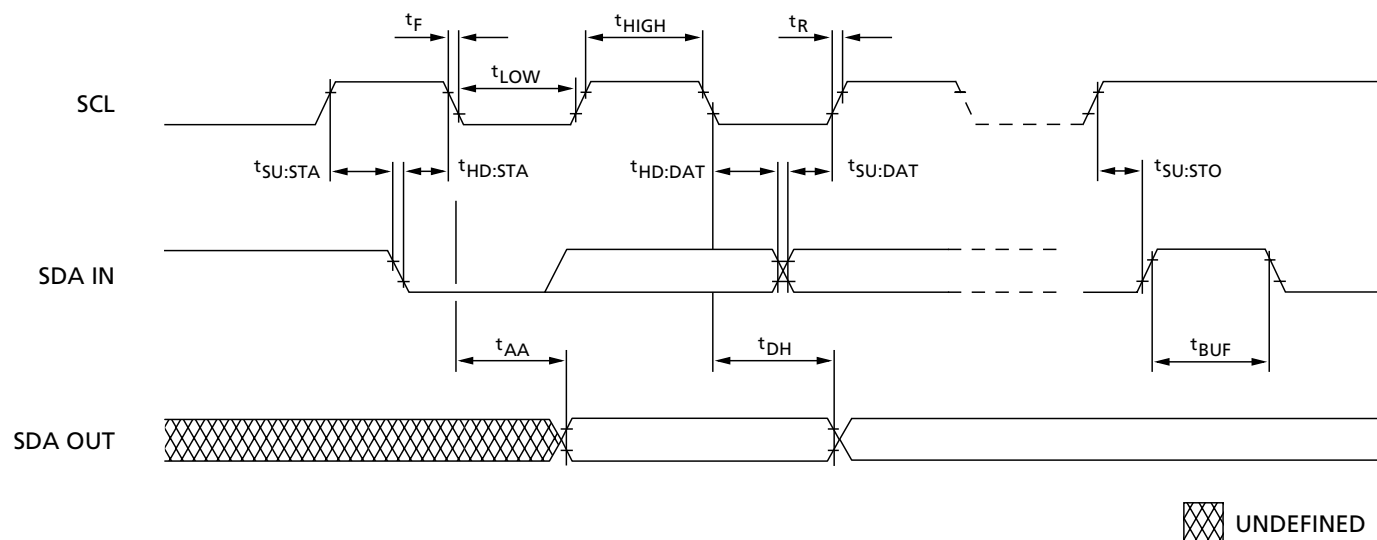 tF
tHIGH
tR
tLOW
SCL
tSU:STA
tHD:STA
tHD:DAT
tSU:DAT
tSU:STO
SDA IN
tAA
tDH
tBUF
SDA OUT
UNDEFINED